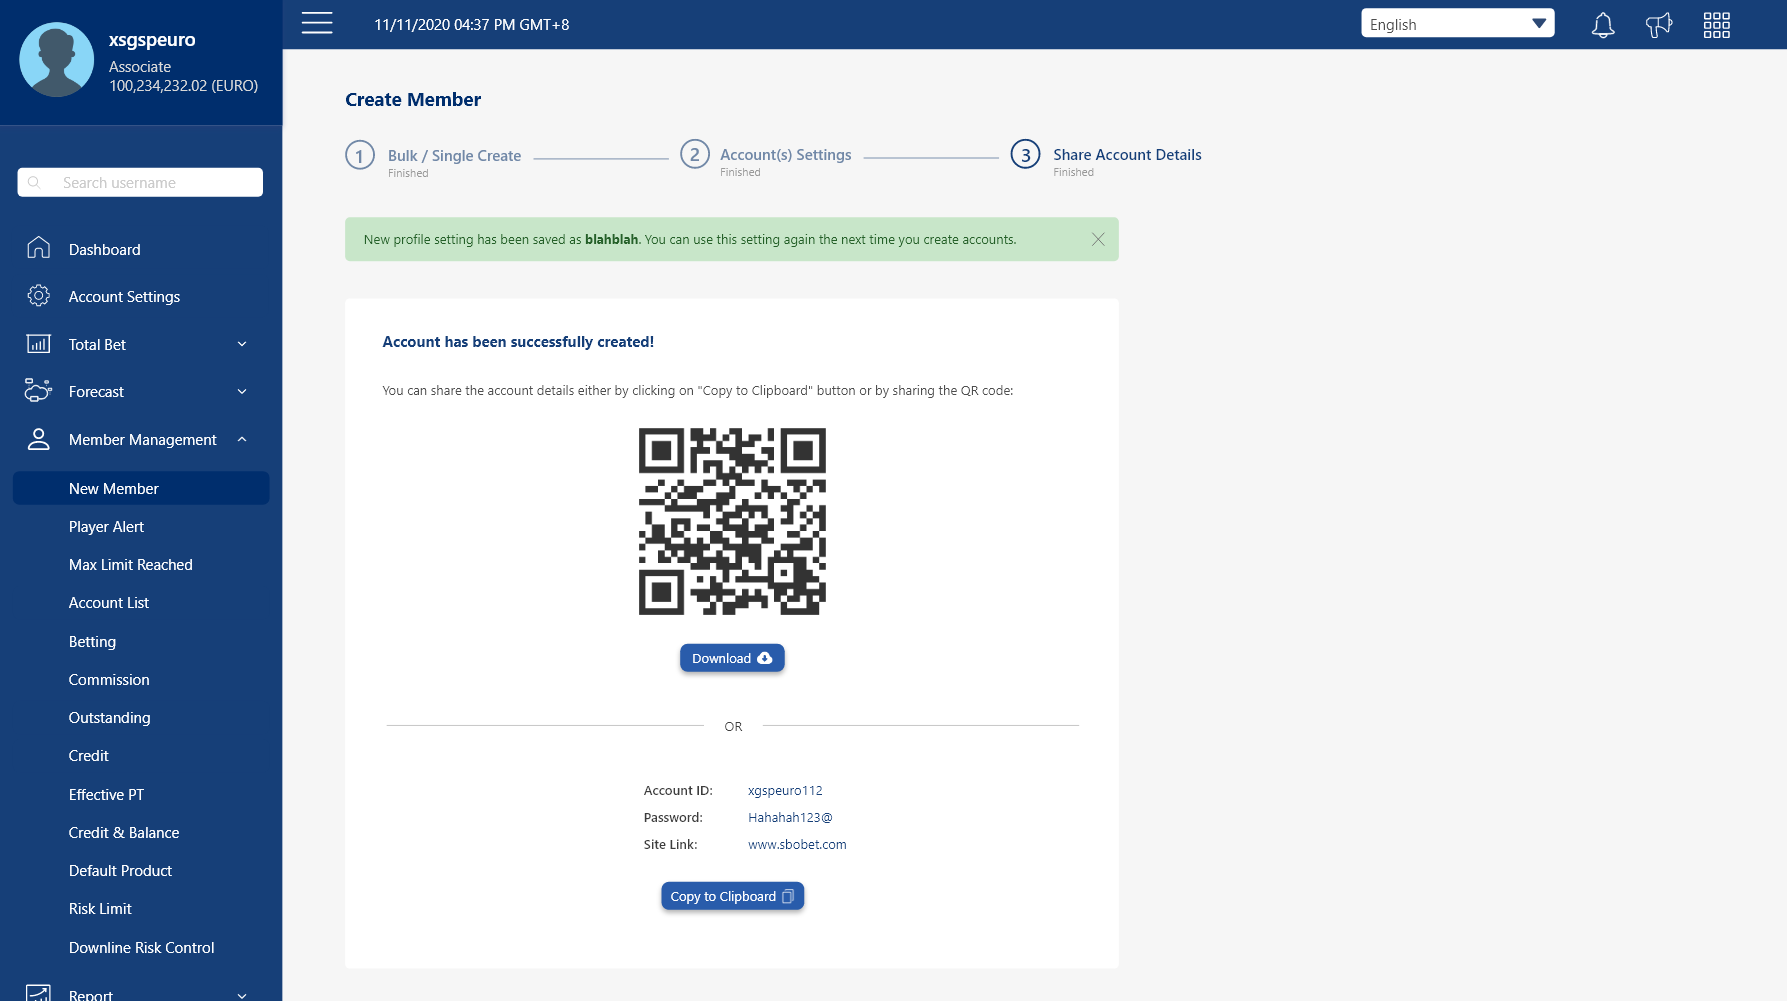 xsgspeuro
Associate
100,234,232.02 (EURO)
11/11/2020 04:37 PM GMT+8
English
Search username
Dashboard
Account Settings
Total Bet
Forecast
Member Management
New Member
Player Alert
Max Limit Reached
Account List
Betting
Commission
Outstanding
Credit
Effective PT
Credit & Balance
Default Product
Risk Limit
Downline Risk Control
Report
Create Member
1 Bulk / Single Create
Finished
2 Account(s) Settings
Finished
3 Share Account Details
Finished
New profile setting has been saved as blahblah. You can use this setting again the next time you create accounts.
Account has been successfully created!
You can share the account details either by clicking on "Copy to Clipboard" button or by sharing the QR code:
Download
OR
Account ID: xgspeuro112
Password: Hahahah123@
Site Link: www.sbobet.com
Copy to Clipboard